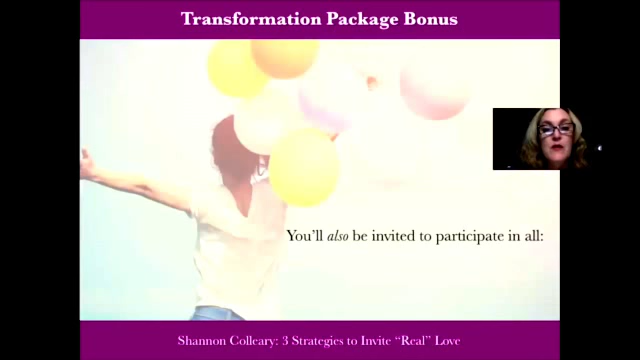 Transformation Package Bonus
You'll also be invited to participate in all:
Shannon Colleary: 3 Strategies to Invite “Real” Love